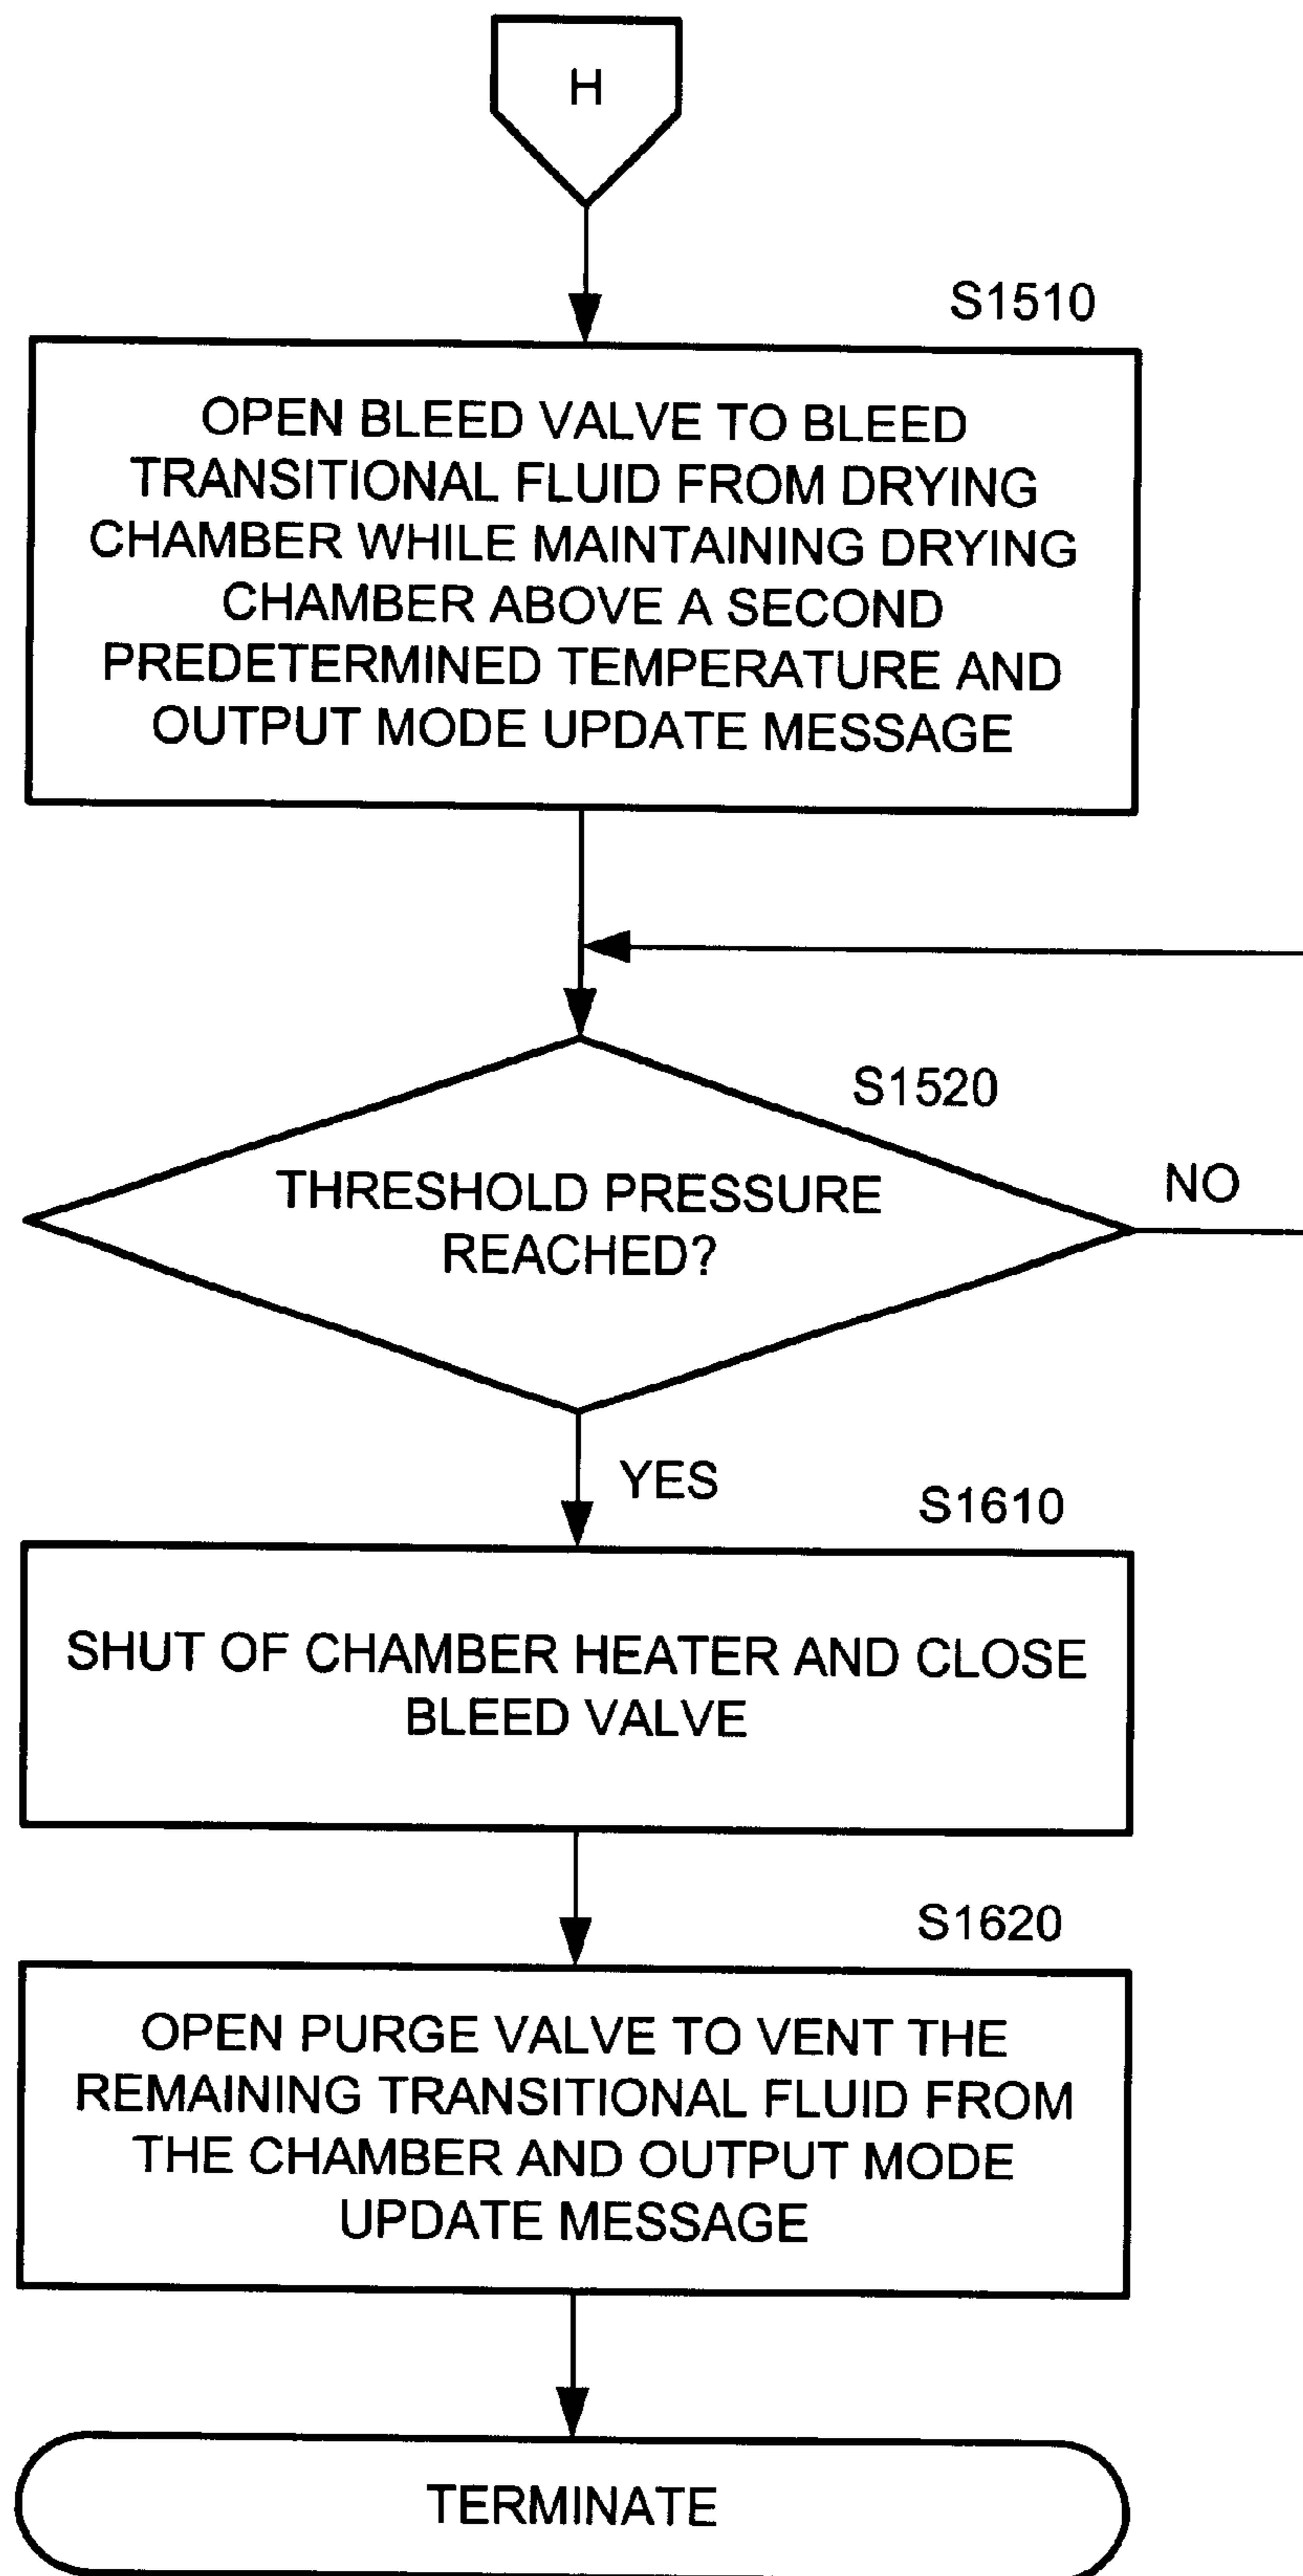 H
S1510
OPEN BLEED VALVE TO BLEED
TRANSITIONAL FLUID FROM DRYING
CHAMBER WHILE MAINTAINING DRYING
CHAMBER ABOVE A SECOND
PREDETERMINED TEMPERATURE AND
OUTPUT MODE UPDATE MESSAGE
S1520
THRESHOLD PRESSURE
REACHED?
NO
YES
S1610
SHUT OF CHAMBER HEATER AND CLOSE
BLEED VALVE
S1620
OPEN PURGE VALVE TO VENT THE
REMAINING TRANSITIONAL FLUID FROM
THE CHAMBER AND OUTPUT MODE
UPDATE MESSAGE
TERMINATE